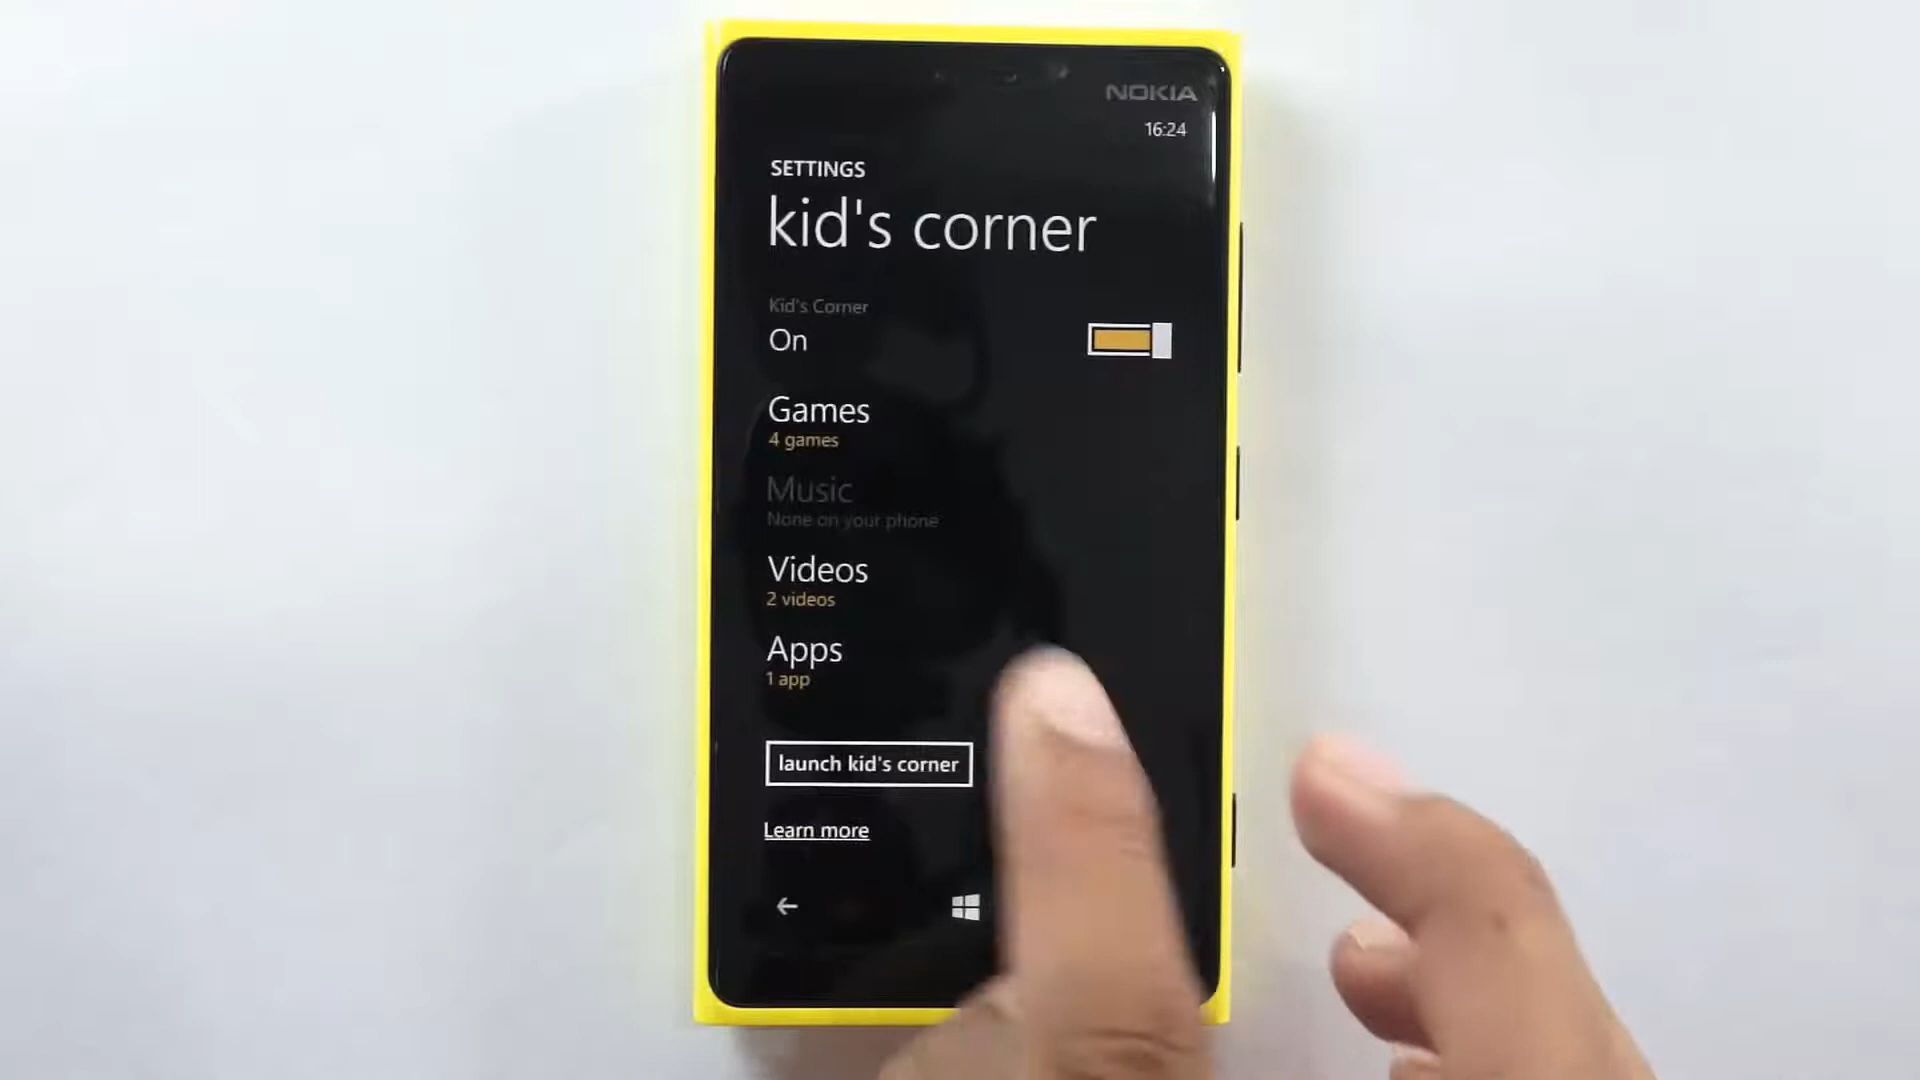 NOKIA
16:24
SETTINGS
kid's corner
Kid's Corner
On
Games
4 games
Music
None on your phone
Videos
2 videos
Apps
1 app
launch kid's corner
Learn more